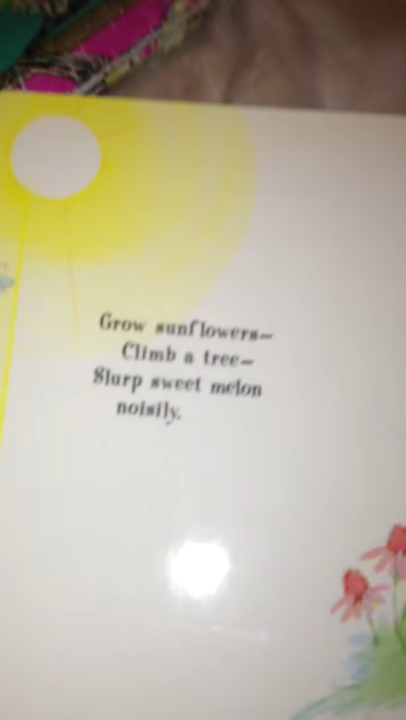 Grow sunflowers—
Climb a tree—
Slurp sweet melon
noisily.